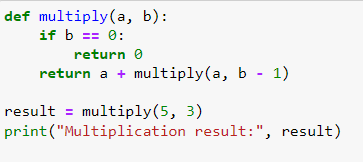 def multiply(a, b):
    if b == 0:
        return 0
    return a + multiply(a, b - 1)

result = multiply(5, 3)
print("Multiplication result:", result)